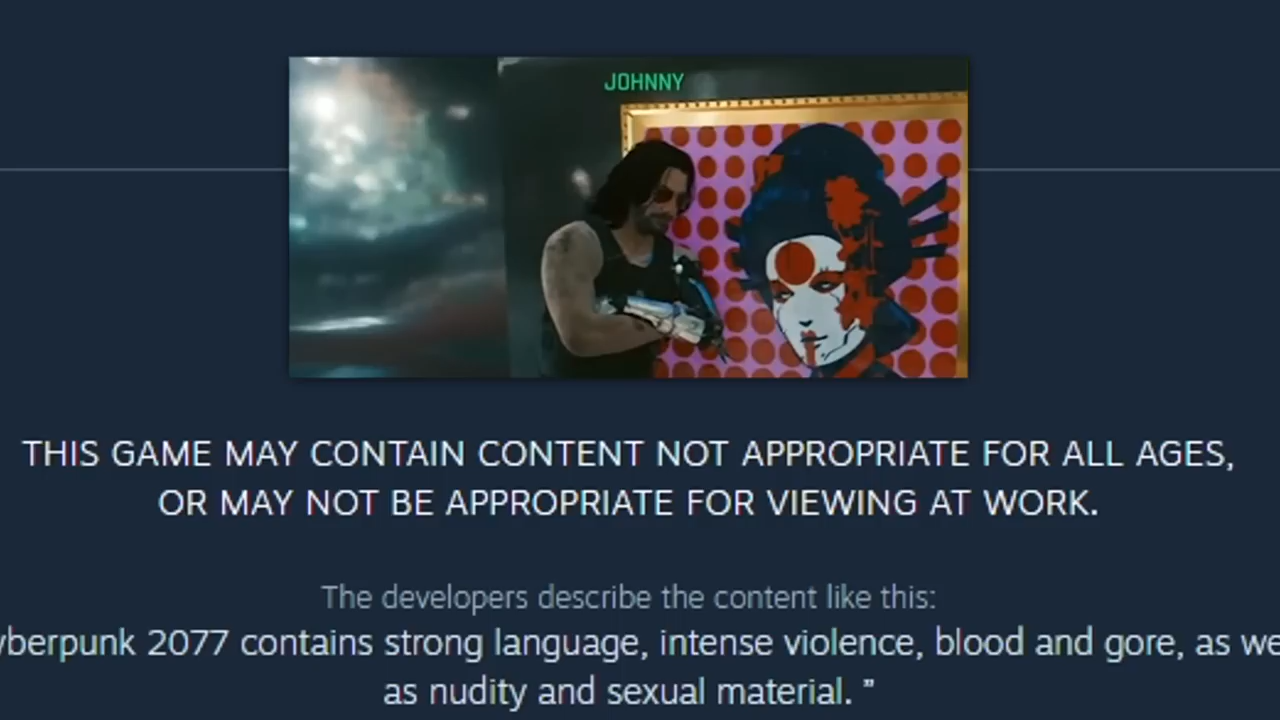 JOHNNY
THIS GAME MAY CONTAIN CONTENT NOT APPROPRIATE FOR ALL AGES,
OR MAY NOT BE APPROPRIATE FOR VIEWING AT WORK.
The developers describe the content like this:
yberpunk 2077 contains strong language, intense violence, blood and gore, as we
as nudity and sexual material. "